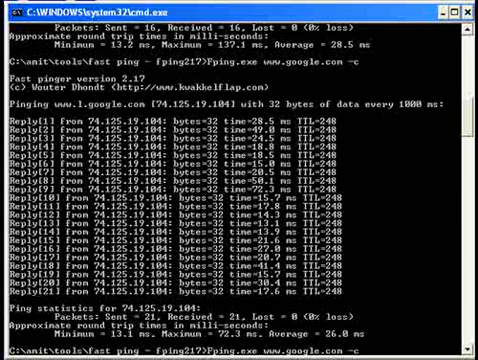 C:\WINDOWS\system32\cmd.exe
Packets: Sent = 16, Received = 16, Lost = 0 (0% loss)
Approximate round trip times in milli-seconds:
Minimum = 13.2 ms, Maximum = 137.1 ms, Average = 28.5 ms
C:\amit\tools\fast ping - fping217>Fping.exe www.google.com -c
Fast pinger version 2.17
(c) Wouter Dhondt (http://www.kwakkelflap.com)
Pinging www.l.google.com [74.125.19.104] with 32 bytes of data every 1000 ms:
Reply[1] from 74.125.19.104: bytes=32 time=28.5 ms TTL=248
Reply[2] from 74.125.19.104: bytes=32 time=49.0 ms TTL=248
Reply[3] from 74.125.19.104: bytes=32 time=24.5 ms TTL=248
Reply[4] from 74.125.19.104: bytes=32 time=18.8 ms TTL=248
Reply[5] from 74.125.19.104: bytes=32 time=18.5 ms TTL=248
Reply[6] from 74.125.19.104: bytes=32 time=15.0 ms TTL=248
Reply[7] from 74.125.19.104: bytes=32 time=20.5 ms TTL=248
Reply[8] from 74.125.19.104: bytes=32 time=50.1 ms TTL=248
Reply[9] from 74.125.19.104: bytes=32 time=72.3 ms TTL=248
Reply[10] from 74.125.19.104: bytes=32 time=15.7 ms TTL=248
Reply[11] from 74.125.19.104: bytes=32 time=17.8 ms TTL=248
Reply[12] from 74.125.19.104: bytes=32 time=14.3 ms TTL=248
Reply[13] from 74.125.19.104: bytes=32 time=13.1 ms TTL=248
Reply[14] from 74.125.19.104: bytes=32 time=13.9 ms TTL=248
Reply[15] from 74.125.19.104: bytes=32 time=21.6 ms TTL=248
Reply[16] from 74.125.19.104: bytes=32 time=27.0 ms TTL=248
Reply[17] from 74.125.19.104: bytes=32 time=20.7 ms TTL=248
Reply[18] from 74.125.19.104: bytes=32 time=41.4 ms TTL=248
Reply[19] from 74.125.19.104: bytes=32 time=15.7 ms TTL=248
Reply[20] from 74.125.19.104: bytes=32 time=30.4 ms TTL=248
Reply[21] from 74.125.19.104: bytes=32 time=17.6 ms TTL=248
Ping statistics for 74.125.19.104:
Packets: Sent = 21, Received = 21, Lost = 0 (0% loss)
Approximate round trip times in milli-seconds:
Minimum = 13.1 ms, Maximum = 72.3 ms, Average = 26.0 ms
C:\amit\tools\fast ping - fping217>Fping.exe www.google.com -c